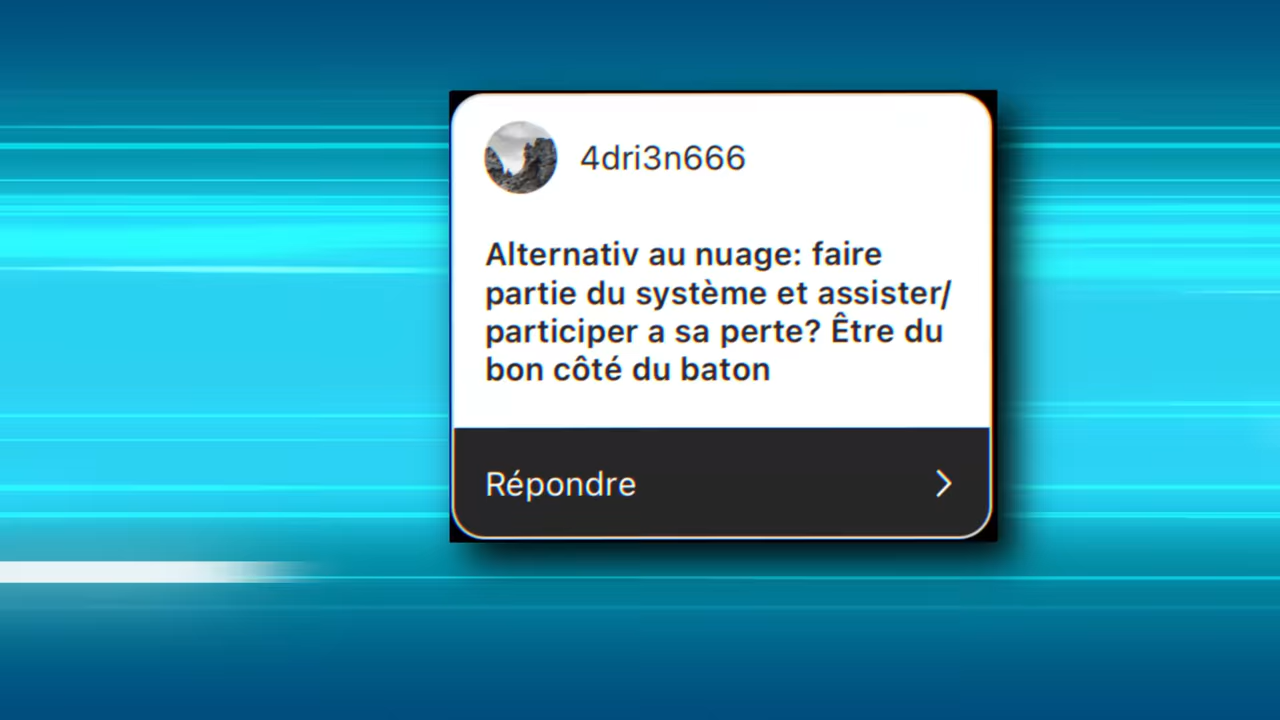 4dri3n666
Alternativ au nuage: faire
partie du système et assister/
participer a sa perte? Être du
bon côté du baton
Répondre